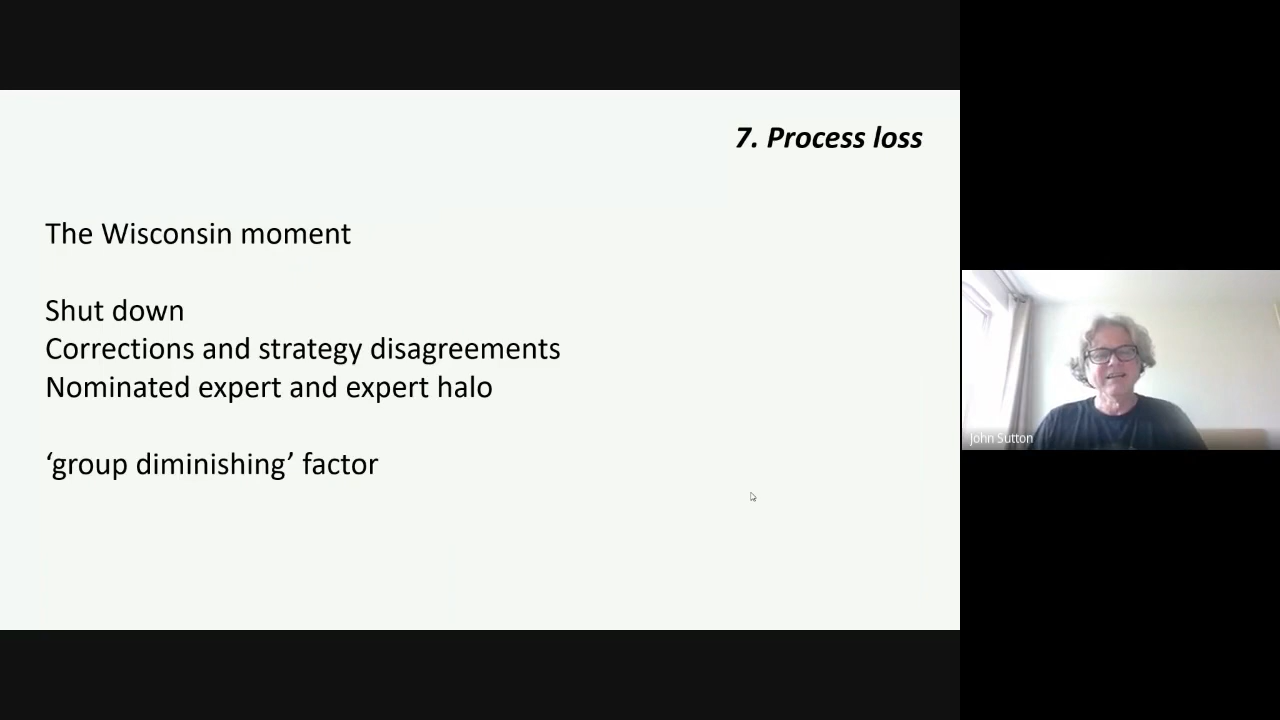 7. Process loss
The Wisconsin moment
Shut down
Corrections and strategy disagreements
Nominated expert and expert halo
‘group diminishing’ factor
John Sutton